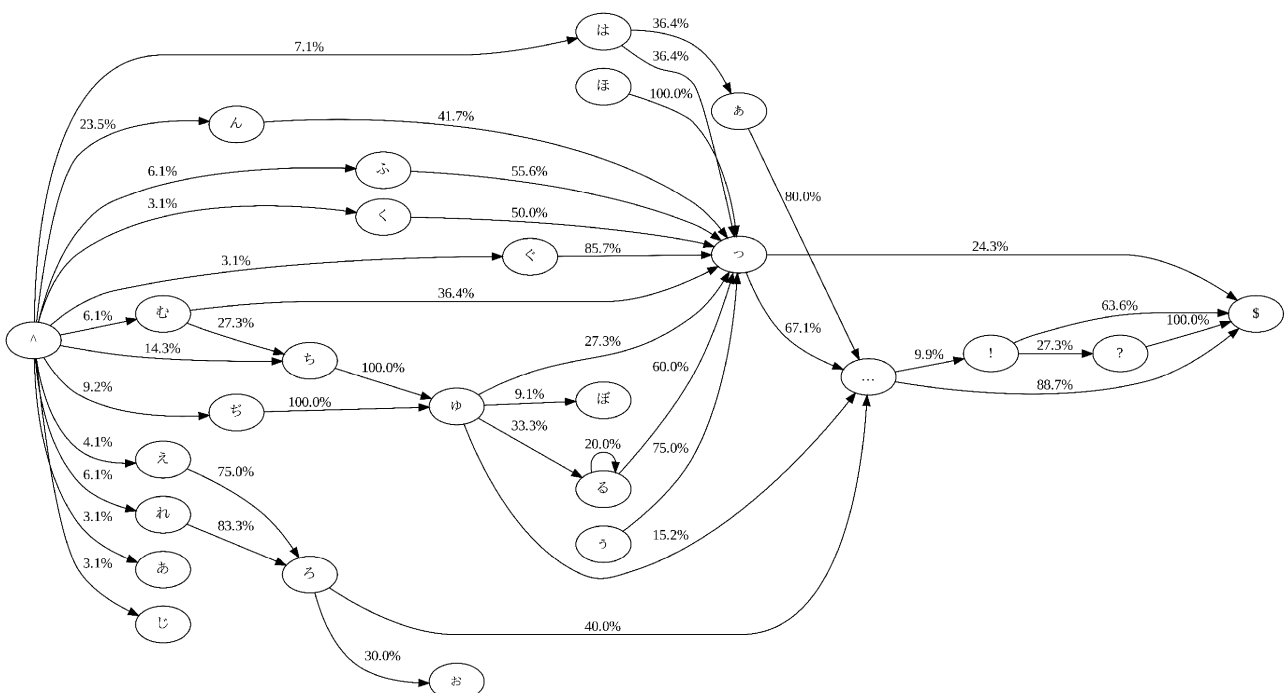 は
36.4%
7.1%
36.4%
ほ
100.0%
ぁ
23.5%
ん
41.7%
6.1%
ふ
55.6%
80.0%
3.1%
く
50.0%
3.1%
ぐ
85.7%
っ
24.3%
6.1%
む
36.4%
63.6%
$
27.3%
100.0%
67.1%
^
14.3%
ち
27.3%
9.9%
!
27.3%
?
100.0%
60.0%
...
88.7%
9.2%
ぢ
100.0%
ゅ
9.1%
ぽ
33.3%
4.1%
え
75.0%
20.0%
75.0%
る
6.1%
れ
83.3%
3.1%
ぅ
15.2%
あ
ろ
3.1%
じ
40.0%
30.0%
ぉ